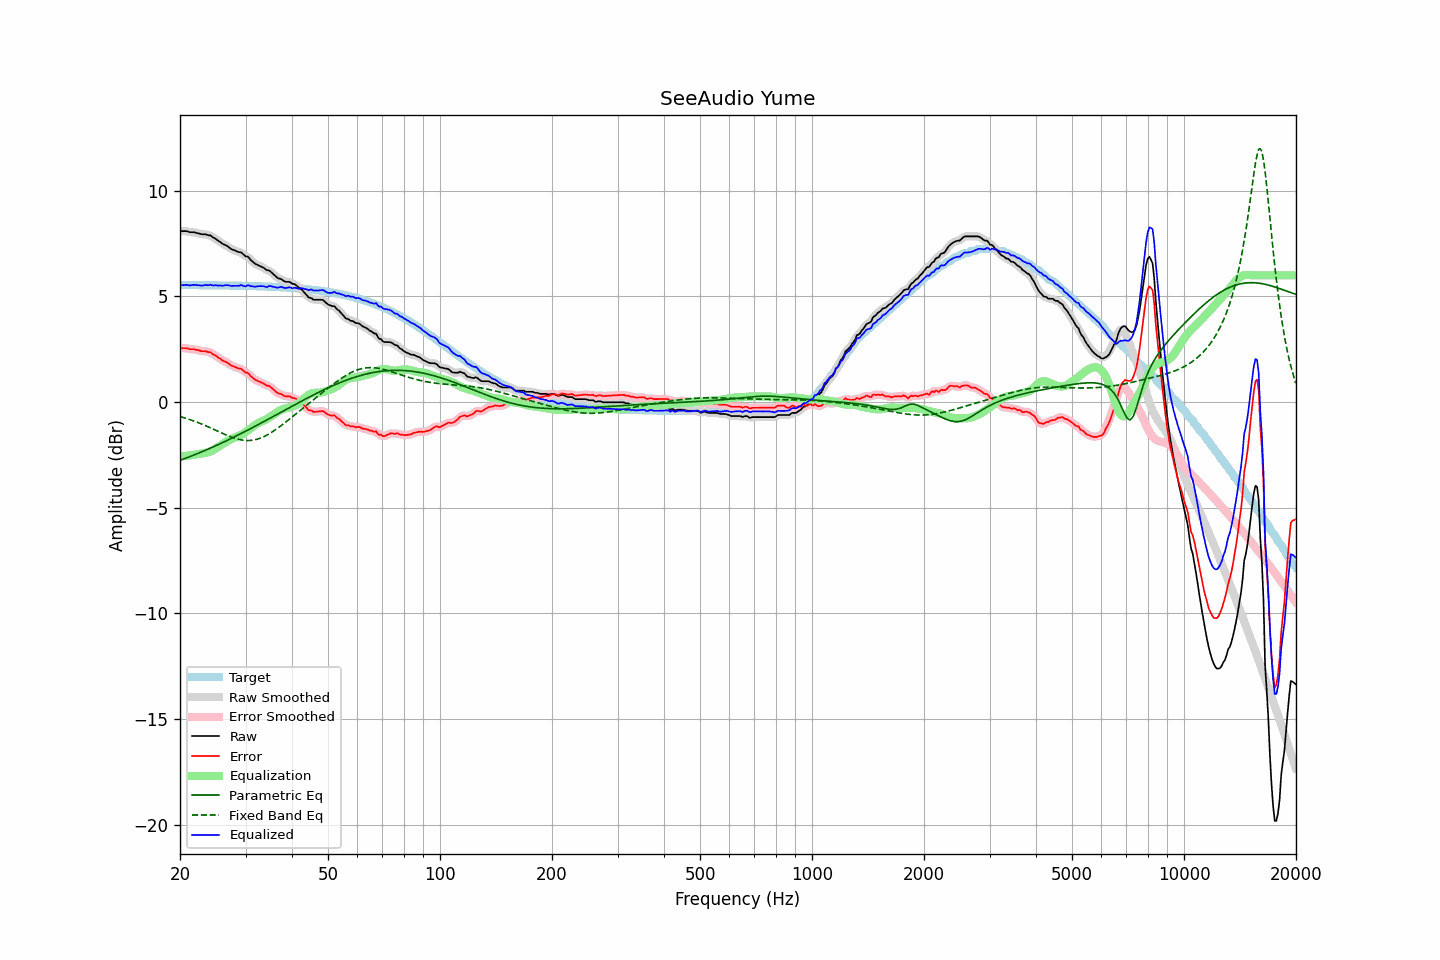 SeeAudio Yume
Amplitude (dBr)
10
5
0
−5
−10
−15
−20
Target
Raw Smoothed
Error Smoothed
Raw
Error
Equalization
Parametric Eq
Fixed Band Eq
Equalized
20 50 100 200 500 1000 2000 5000 10000 20000
Frequency (Hz)